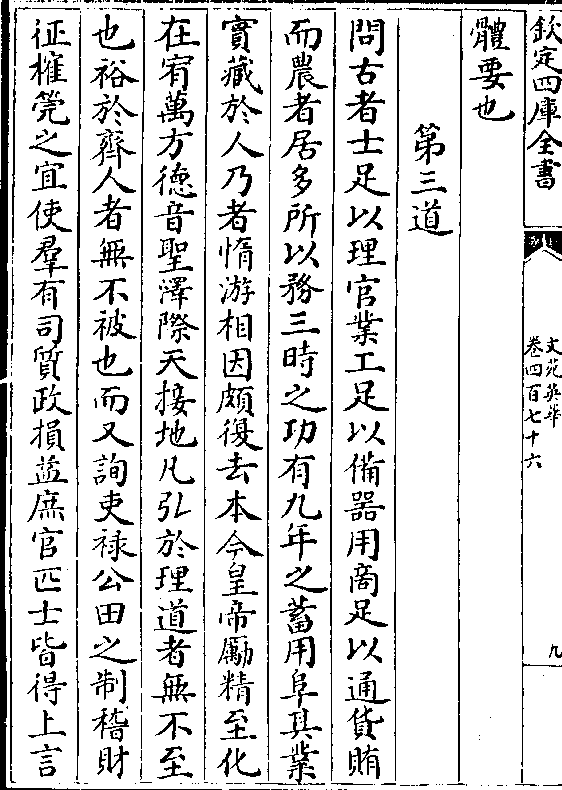 欽定四庫全書
文苑英華
卷四百七十六
九
體要也
第三道
問古者士足以理官業工足以備器用商足以通貨賄
而農者居多所以務三時之功有九年之蓄用阜其業
實藏於人乃者惰游相因頗復去本今皇帝勵精至化
在宥萬方德音聖澤際天接地凡弘於理道者無不至
也裕於齊人者無不被也而又詢吏禄公田之制稽財
征榷筦之宜使羣有司質政損益庶官匹士皆得上言